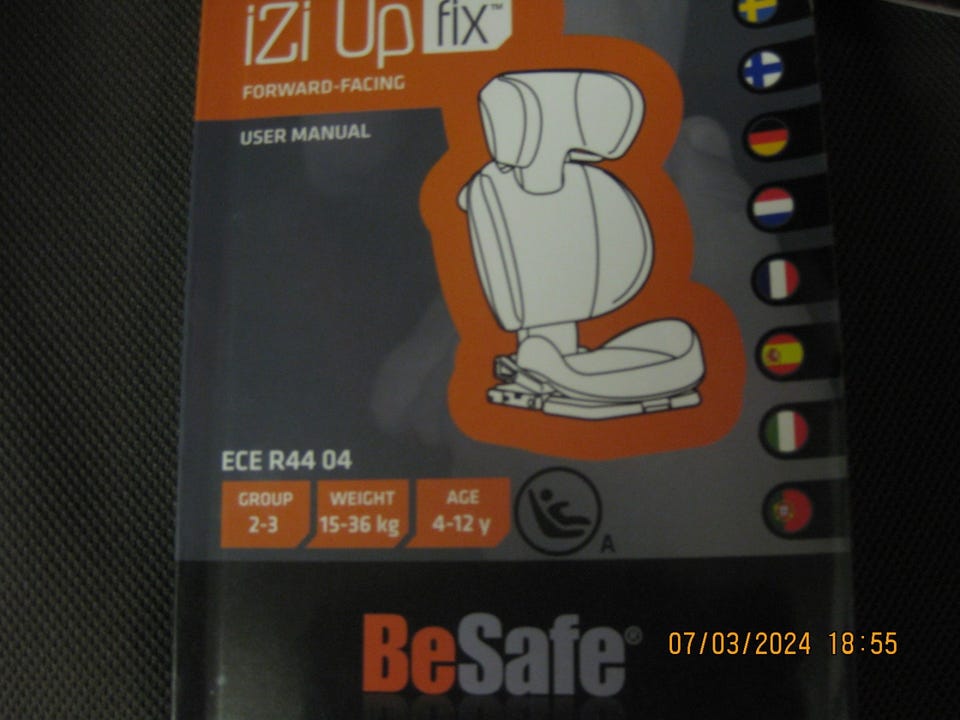 iZi Up fix™
FORWARD-FACING
USER MANUAL
ECE R44 04
GROUP
2-3
WEIGHT
15-36 kg
AGE
4-12 y
A
BeSafe®
07/03/2024 18:55